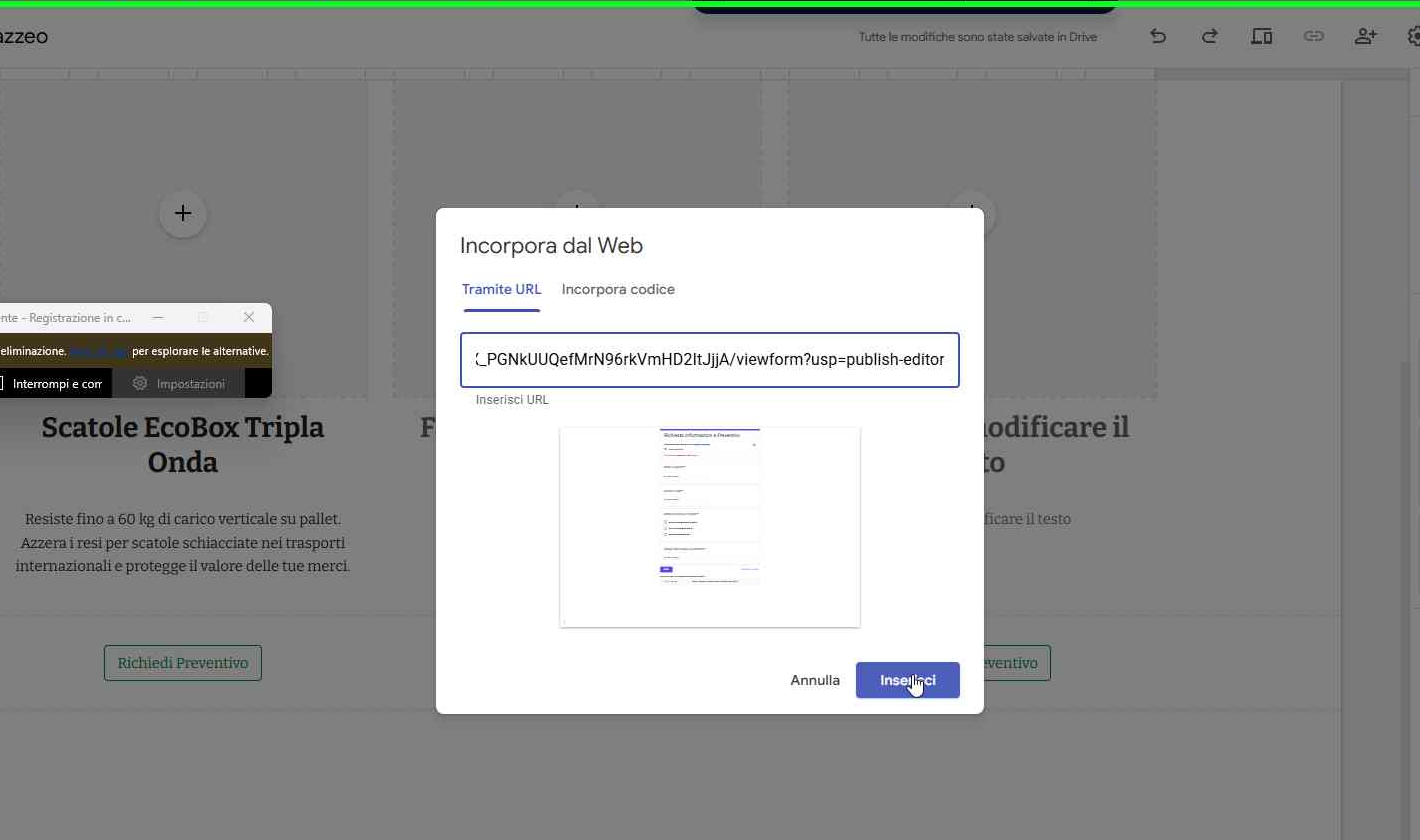 azzeo
Tutte le modifiche sono state salvate in Drive
Incorpora dal Web
Tramite URL
Incorpora codice
_PGNkUUQefMrN96rkVmHD2ltJjjA/viewform?usp=publish-editor
Inserisci URL
Richiesta Informazioni e Preventivo
Annulla
Inserisci
nte - Registrazione in c...
eliminazione.
per esplorare le alternative.
Interrompi e com
Impostazioni
Scatole EcoBox Tripla
Onda
Resiste fino a 60 kg di carico verticale su pallet.
Azzera i resi per scatole schiacciate nei trasporti
internazionali e protegge il valore delle tue merci.
Richiedi Preventivo
F
odificare il
to
ficare il testo
eventivo